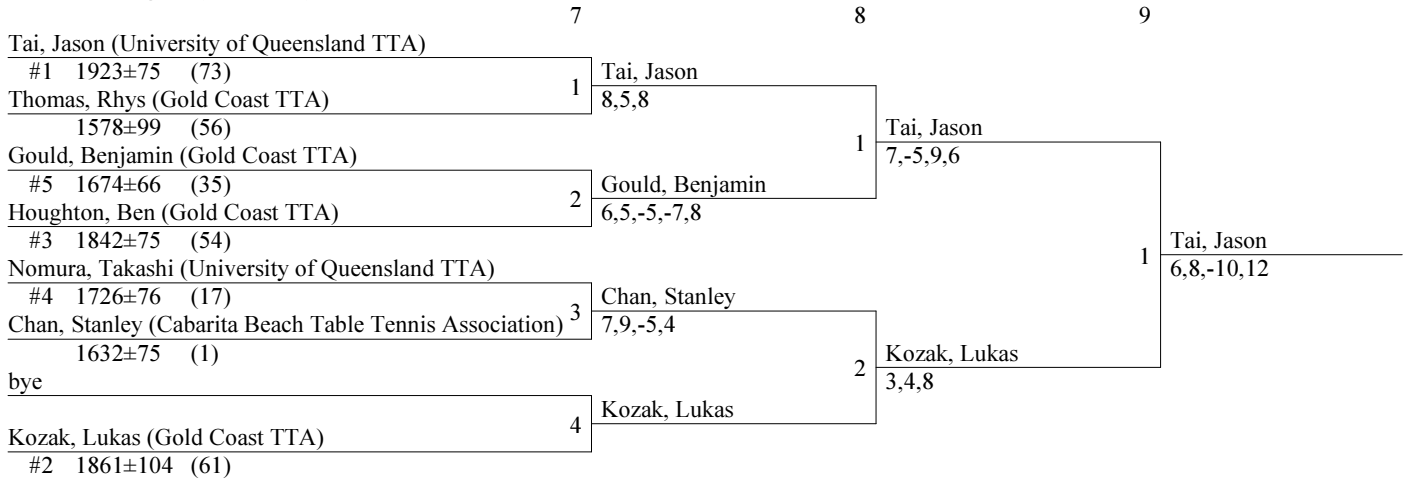 7 8 9
Tai, Jason (University of Queensland TTA)
#1 1923±75 (73)
Thomas, Rhys (Gold Coast TTA)
1578±99 (56)
Gould, Benjamin (Gold Coast TTA)
#5 1674±66 (35)
Houghton, Ben (Gold Coast TTA)
#3 1842±75 (54)
Nomura, Takashi (University of Queensland TTA)
#4 1726±76 (17)
Chan, Stanley (Cabarita Beach Table Tennis Association)
1632±75 (1)
bye
Kozak, Lukas (Gold Coast TTA)
#2 1861±104 (61)
1
Tai, Jason
8,5,8
2
Gould, Benjamin
6,5,-5,-7,8
3
Chan, Stanley
7,9,-5,4
4
Kozak, Lukas
1
Tai, Jason
7,-5,9,6
2
Kozak, Lukas
3,4,8
1
Tai, Jason
6,8,-10,12